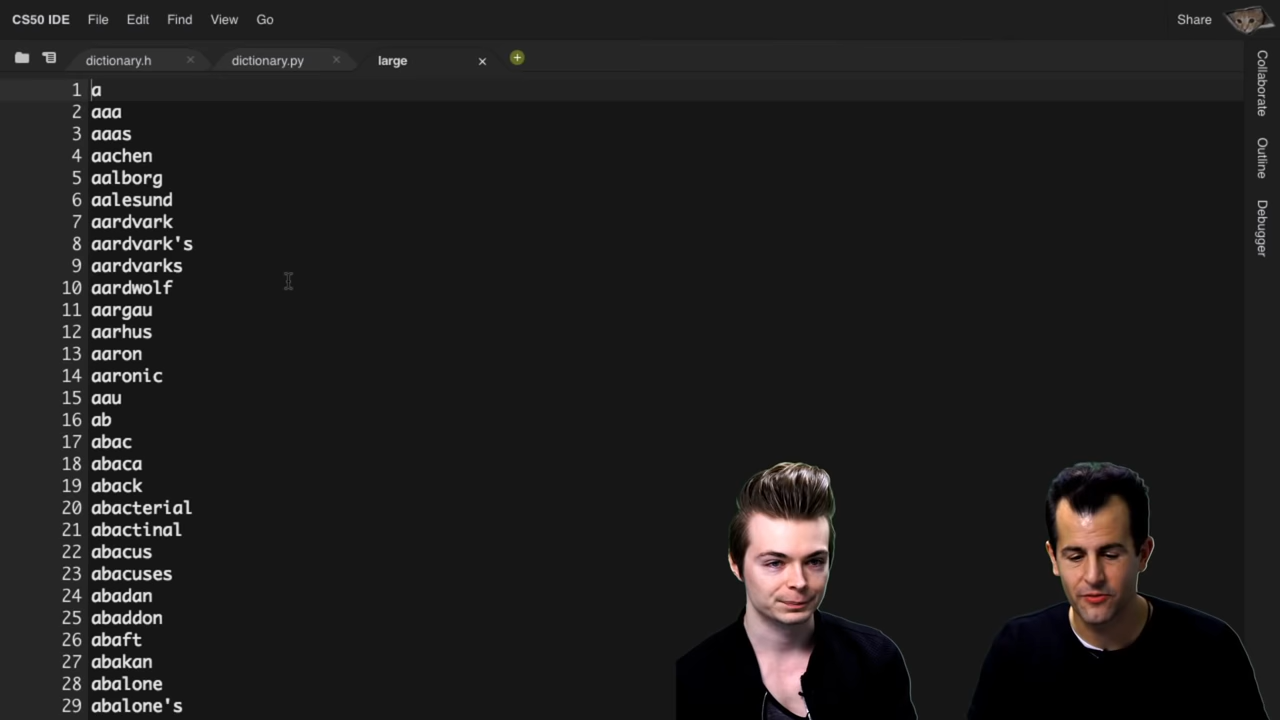 CS50 IDE File Edit Find View Go Share
dictionary.h dictionary.py large
1 a
2 aaa
3 aaas
4 aachen
5 aalborg
6 aalesund
7 aardvark
8 aardvark's
9 aardvarks
10 aardwolf
11 aargau
12 aarhus
13 aaron
14 aaronic
15 aau
16 ab
17 abac
18 abaca
19 aback
20 abacterial
21 abactinal
22 abacus
23 abacuses
24 abadan
25 abaddon
26 abaft
27 abakan
28 abalone
29 abalone's
Collaborate
Outline
Debugger